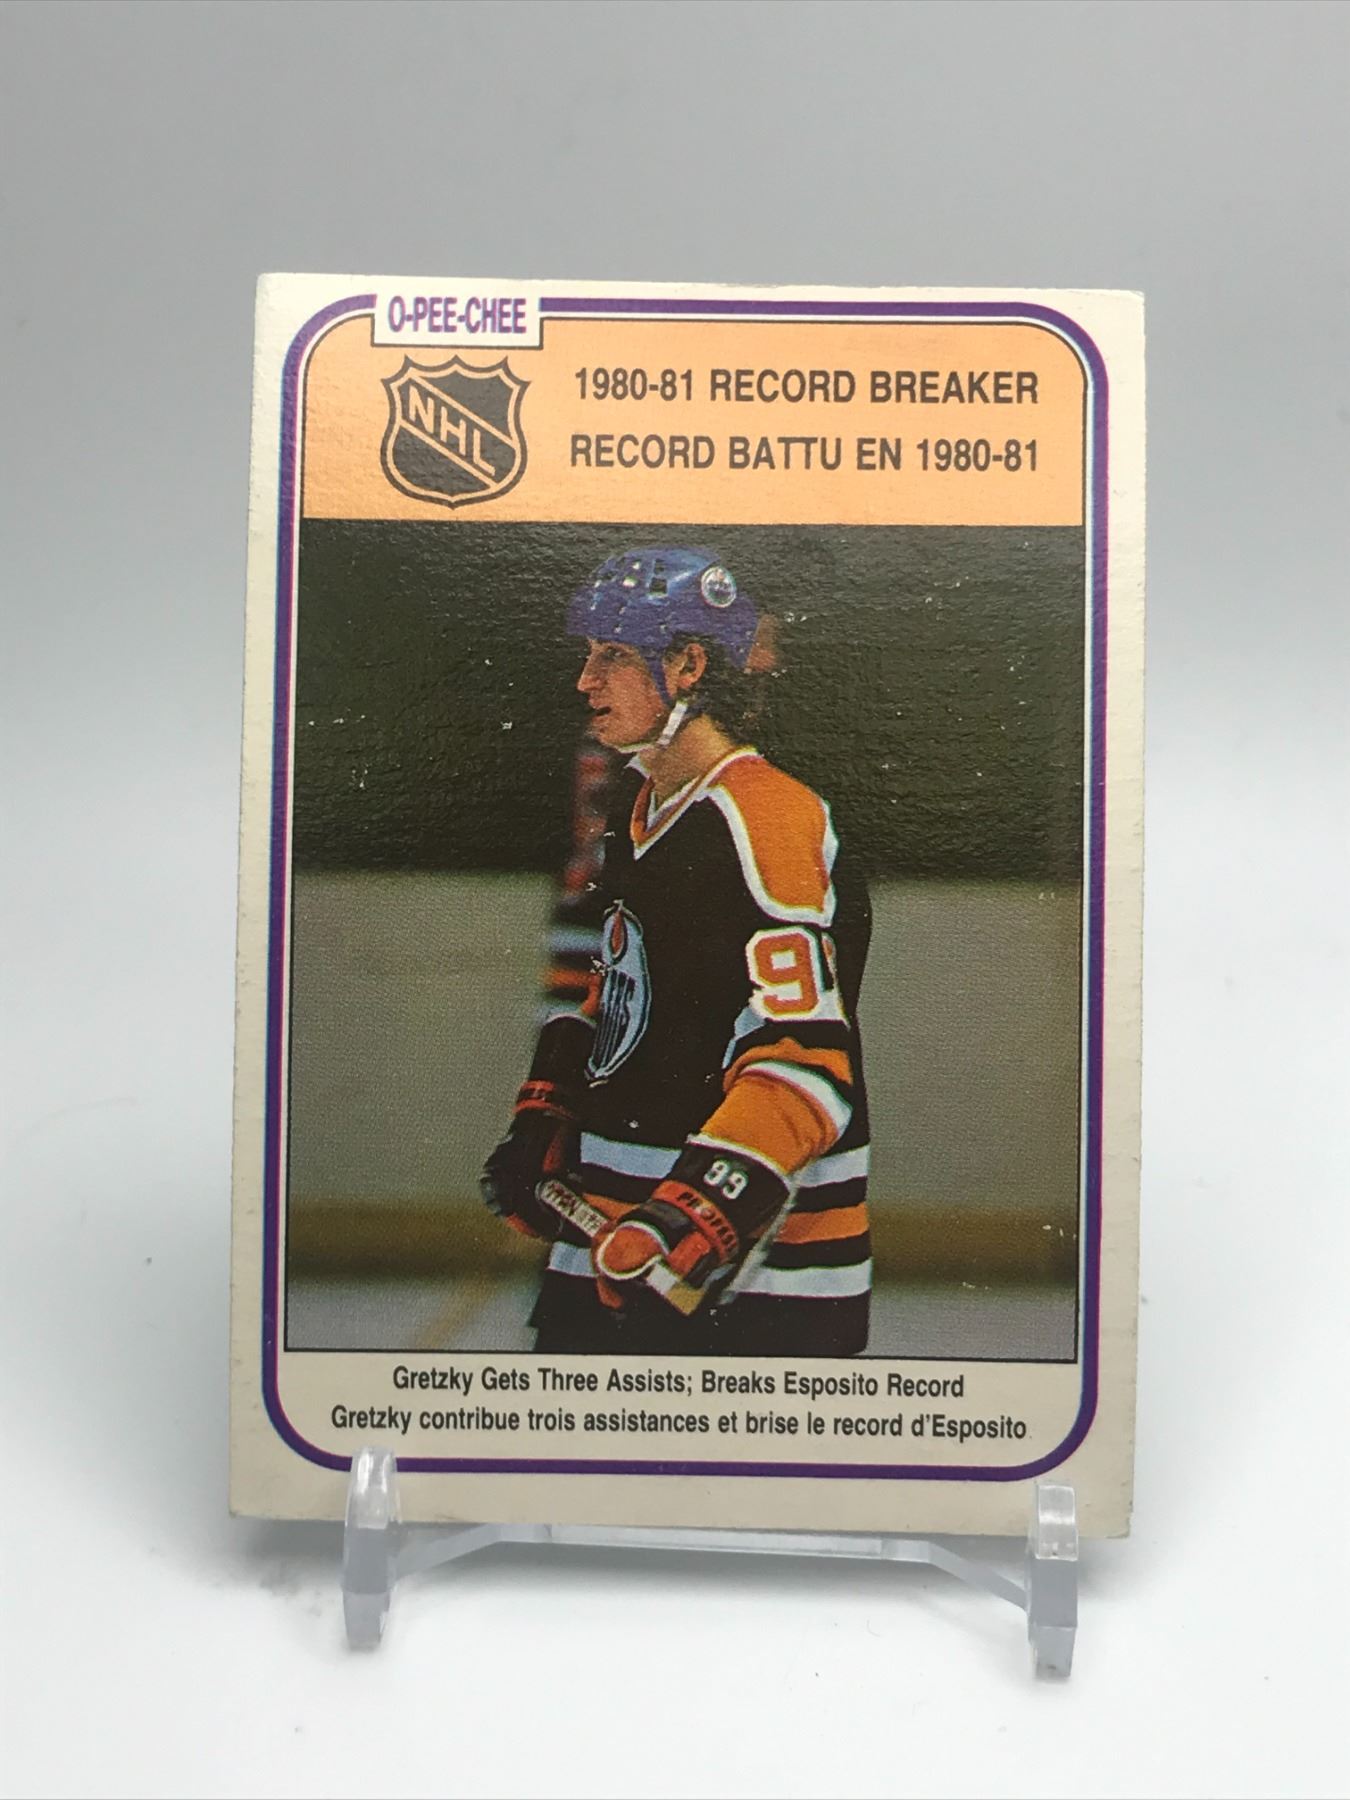 O-PEE-CHEE
NHL
1980-81 RECORD BREAKER
RECORD BATTU EN 1980-81
9
99
Gretzky Gets Three Assists; Breaks Esposito Record
Gretzky contribue trois assistances et brise le record d'Esposito